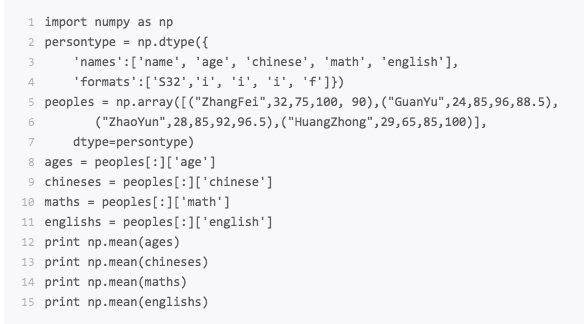 1 import numpy as np
2 persontype = np.dtype({
3     'names':['name', 'age', 'chinese', 'math', 'english'],
4     'formats':['S32','i', 'i', 'i', 'f']})
5 peoples = np.array([("ZhangFei",32,75,100, 90),("GuanYu",24,85,96,88.5),
6        ("ZhaoYun",28,85,92,96.5),("HuangZhong",29,65,85,100)],
7     dtype=persontype)
8 ages = peoples[:]['age']
9 chineses = peoples[:]['chinese']
10 maths = peoples[:]['math']
11 englishs = peoples[:]['english']
12 print np.mean(ages)
13 print np.mean(chineses)
14 print np.mean(maths)
15 print np.mean(englishs)